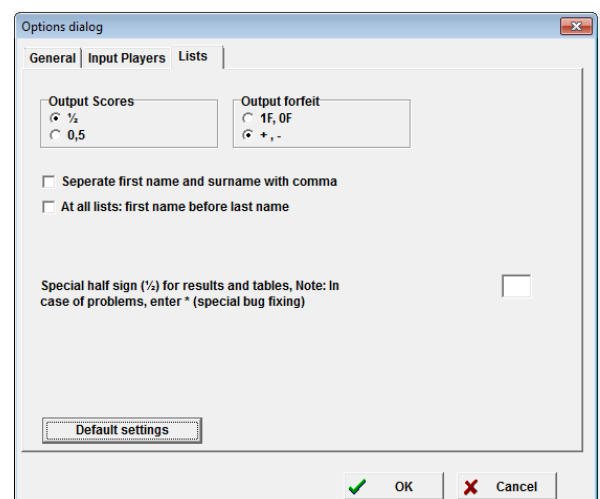 Options dialog
General Input Players Lists
Output Scores
½
0,5
Output forfeit
1F, 0F
+ , -
Seperate first name and surname with comma
At all lists: first name before last name
Special half sign (½) for results and tables, Note: In
case of problems, enter * (special bug fixing)
Default settings
OK
Cancel